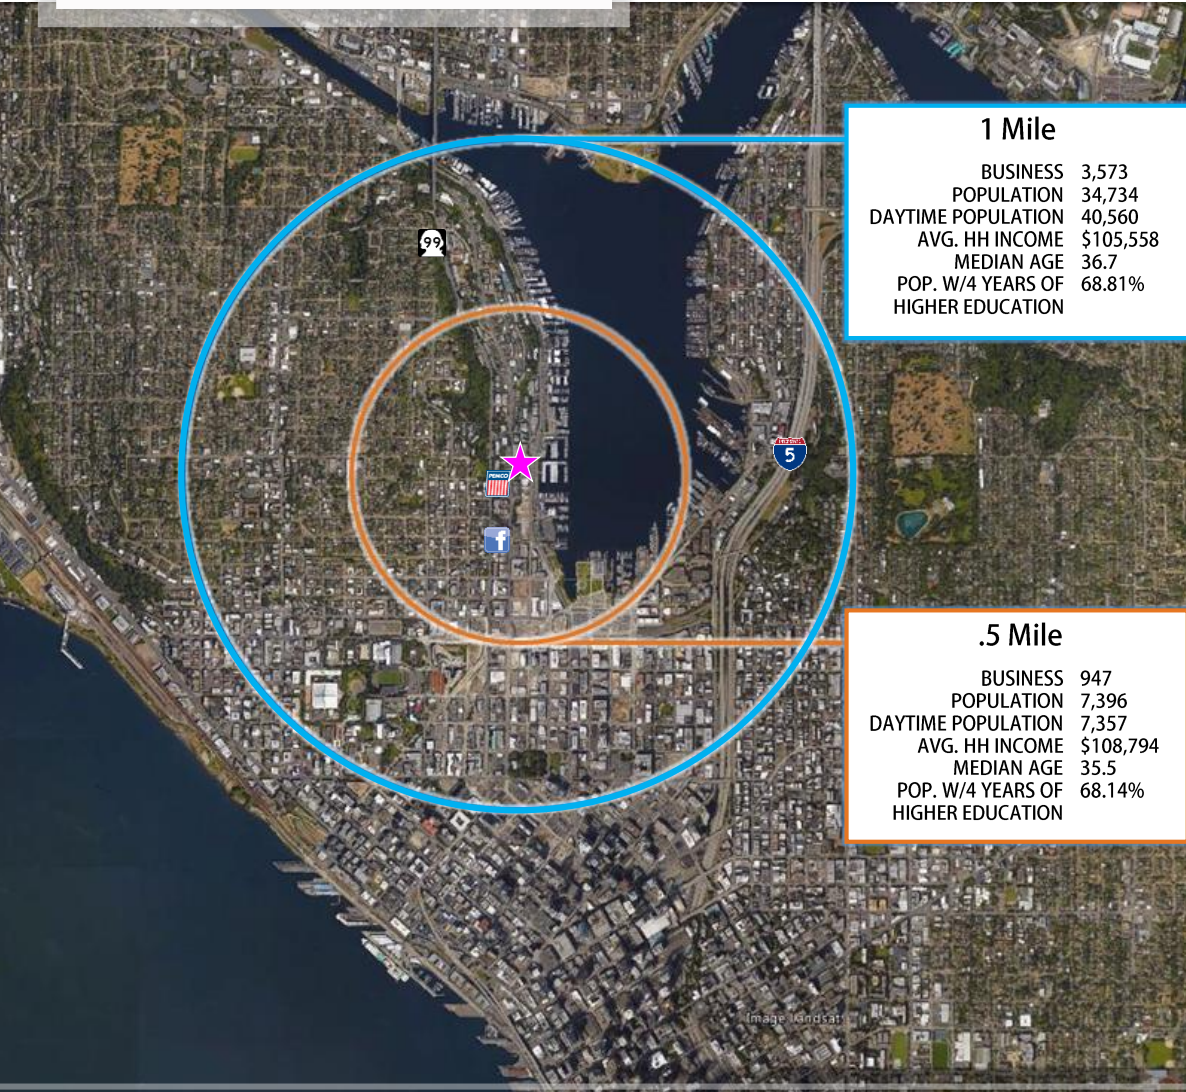 1 Mile
BUSINESS 3,573
POPULATION 34,734
DAYTIME POPULATION 40,560
AVG. HH INCOME $105,558
MEDIAN AGE 36.7
POP. W/4 YEARS OF 68.81%
HIGHER EDUCATION
99
INTERSTATE
5
PEMCO
f
.5 Mile
BUSINESS 947
POPULATION 7,396
DAYTIME POPULATION 7,357
AVG. HH INCOME $108,794
MEDIAN AGE 35.5
POP. W/4 YEARS OF 68.14%
HIGHER EDUCATION
Image Landsat